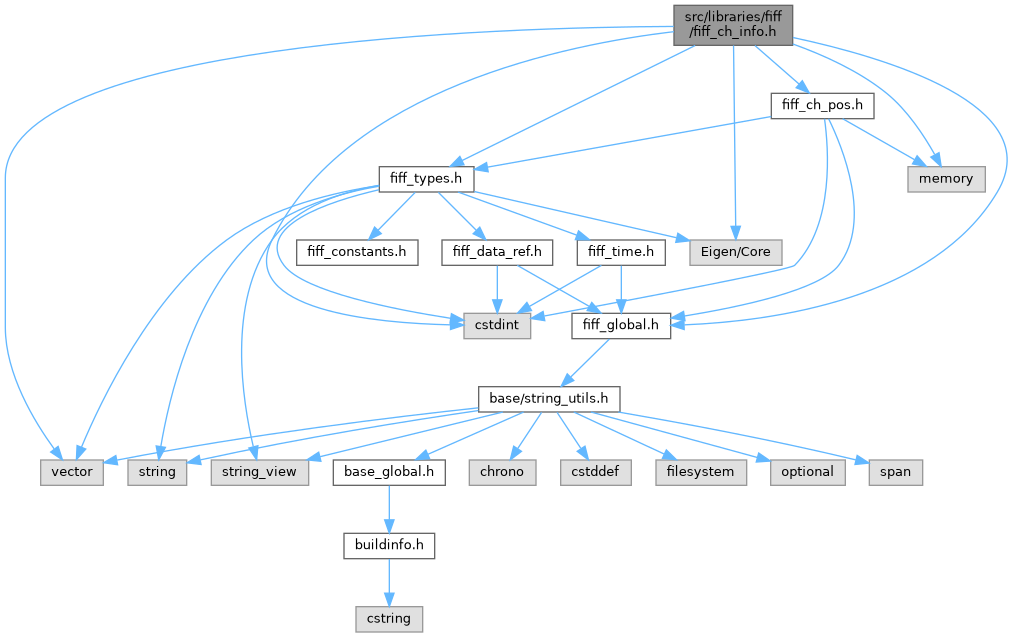 src/libraries/fiff
/fiff_ch_info.h
fiff_ch_pos.h
memory
fiff_types.h
fiff_constants.h
fiff_data_ref.h
fiff_time.h
Eigen/Core
cstdint
fiff_global.h
base/string_utils.h
vector
string
string_view
base_global.h
chrono
cstddef
filesystem
optional
span
buildinfo.h
cstring